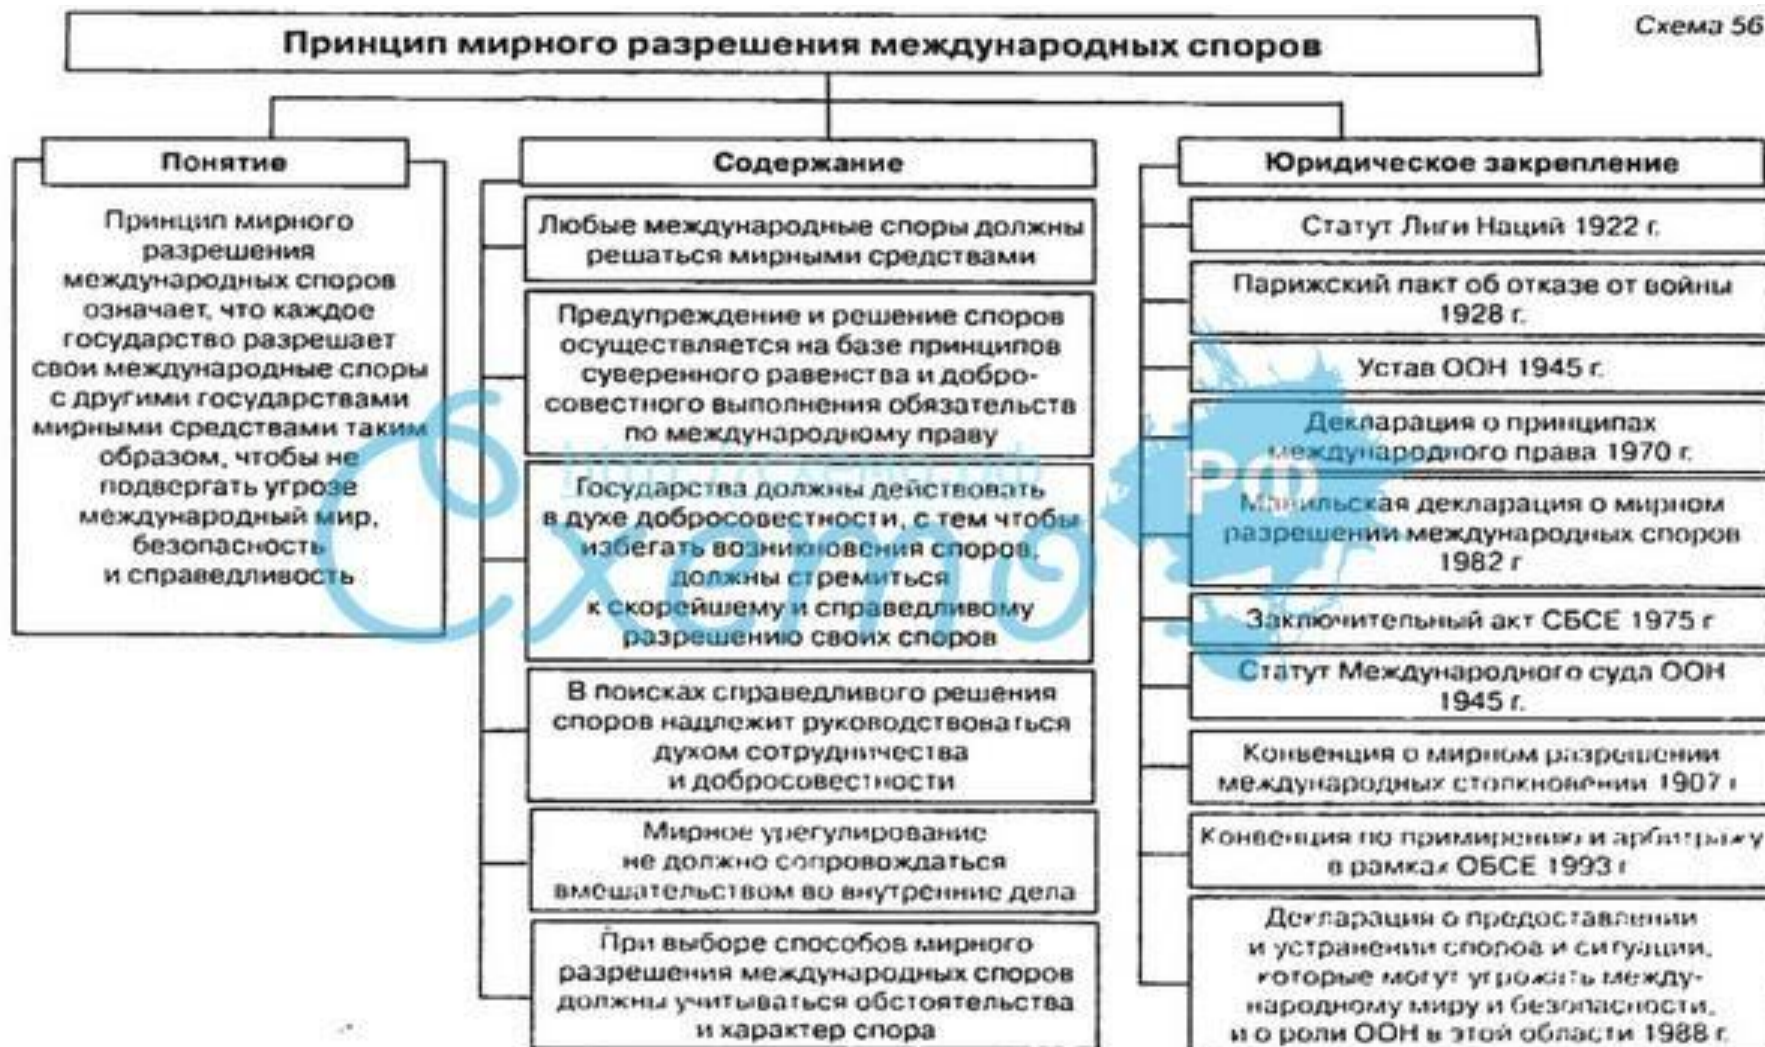 Схема 56
Принцип мирного разрешения международных споров
Понятие
Принцип мирного
разрешения
международных споров
означает, что каждое
государство разрешает
свои международные споры
с другими государствами
мирными средствами таким
образом, чтобы не
подвергать угрозе
международный мир,
безопасность
и справедливость
Содержание
Любые международные споры должны
решаться мирными средствами
Предупреждение и решение споров
осуществляется на базе принципов
суверенного равенства и добро-
совестного выполнения обязательств
по международному праву
Государства должны действовать
в духе добросовестности, с тем чтобы
избегать возникновения споров,
должны стремиться
к скорейшему и справедливому
разрешению своих споров
В поисках справедливого решения
споров надлежит руководствоваться
духом сотрудничества
и добросовестности
Мирное урегулирование
не должно сопровождаться
вмешательством во внутренние дела
При выборе способов мирного
разрешения международных споров
должны учитываться обстоятельства
и характер спора
Юридическое закрепление
Статут Лиги Наций 1922 г.
Парижский пакт об отказе от войны
1928 г.
Устав ООН 1945 г.
Декларация о принципах
международного права 1970 г.
Манильская декларация о мирном
разрешении международных споров
1982 г
Заключительный акт СБСЕ 1975 г
Статут Международного суда ООН
1945 г.
Конвенция о мирном разрешении
международных столкновении 1907 г
Конвенция по примирению и арбитражу
в рамках ОБСЕ 1993 г
Декларация о предоставлении
и устранении споров и ситуации,
которые могут угрожать между-
народному миру и безопасности,
и о роли ООН в этой области 1988 г.
Схемо
РФ